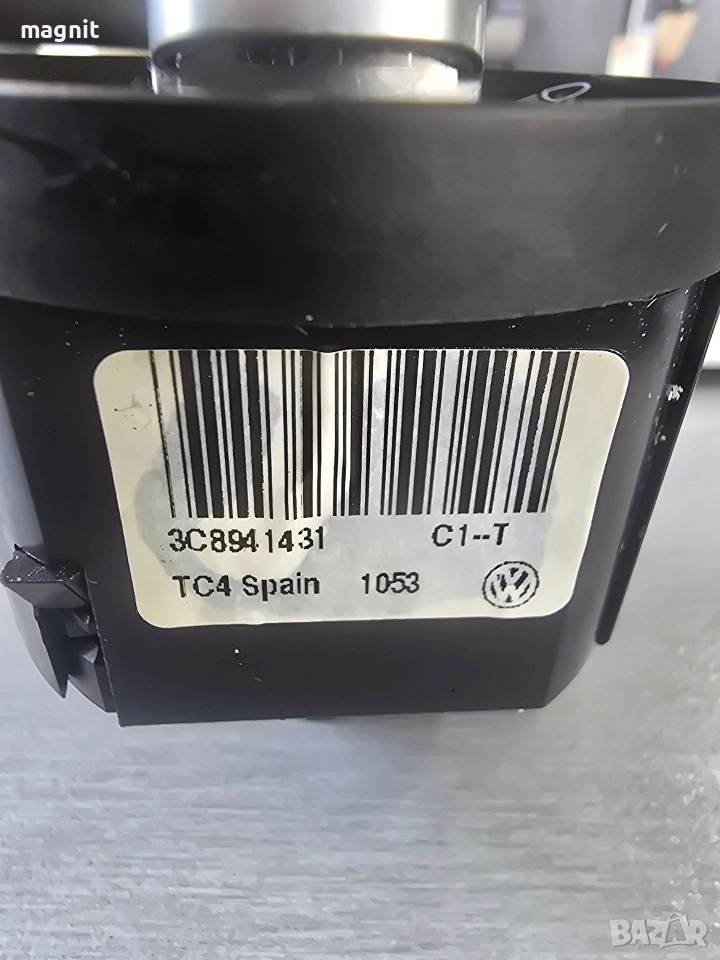 magnit
3C8941431 C1--T
TC4 Spain 1053
BAZAR